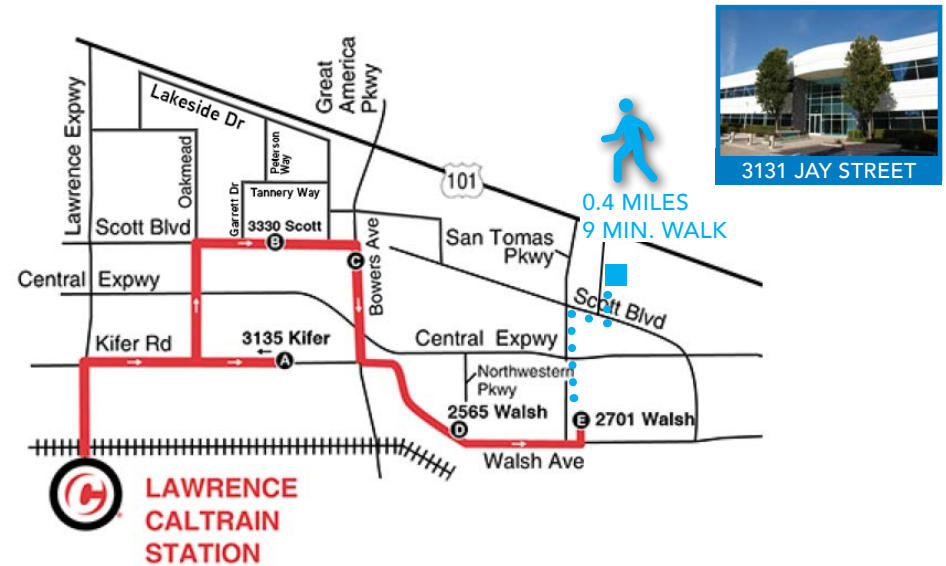 3131 JAY STREET
Great
America
Pkwy
Lawrence Expwy
Lakeside Dr
Peterson
Way
Oakmead
101
Tannery Way
Garrett Dr
0.4 MILES
9 MIN. WALK
Scott Blvd
3330 Scott
B
C
Bowers Ave
San Tomas
Pkwy
Central Expwy
Scott Blvd
Kifer Rd
3135 Kifer
A
Central Expwy
Northwestern
Pkwy
2565 Walsh
D
E
2701 Walsh
Walsh Ave
C
LAWRENCE
CALTRAIN
STATION